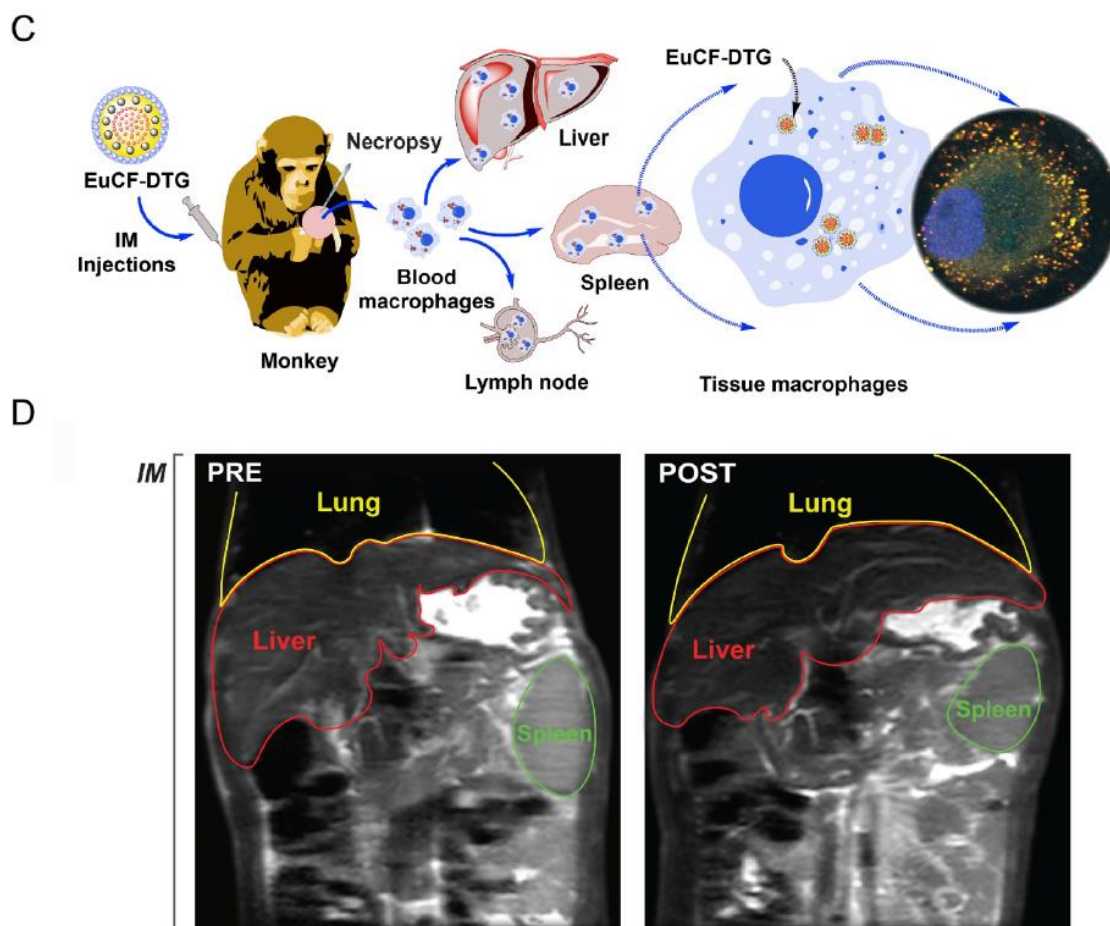 C
EuCF-DTG
IM
Injections
Monkey
Necropsy
Blood
macrophages
Liver
Spleen
Lymph node
EuCF-DTG
Tissue macrophages
D
IM
PRE
Lung
Liver
Spleen
POST
Lung
Liver
Spleen